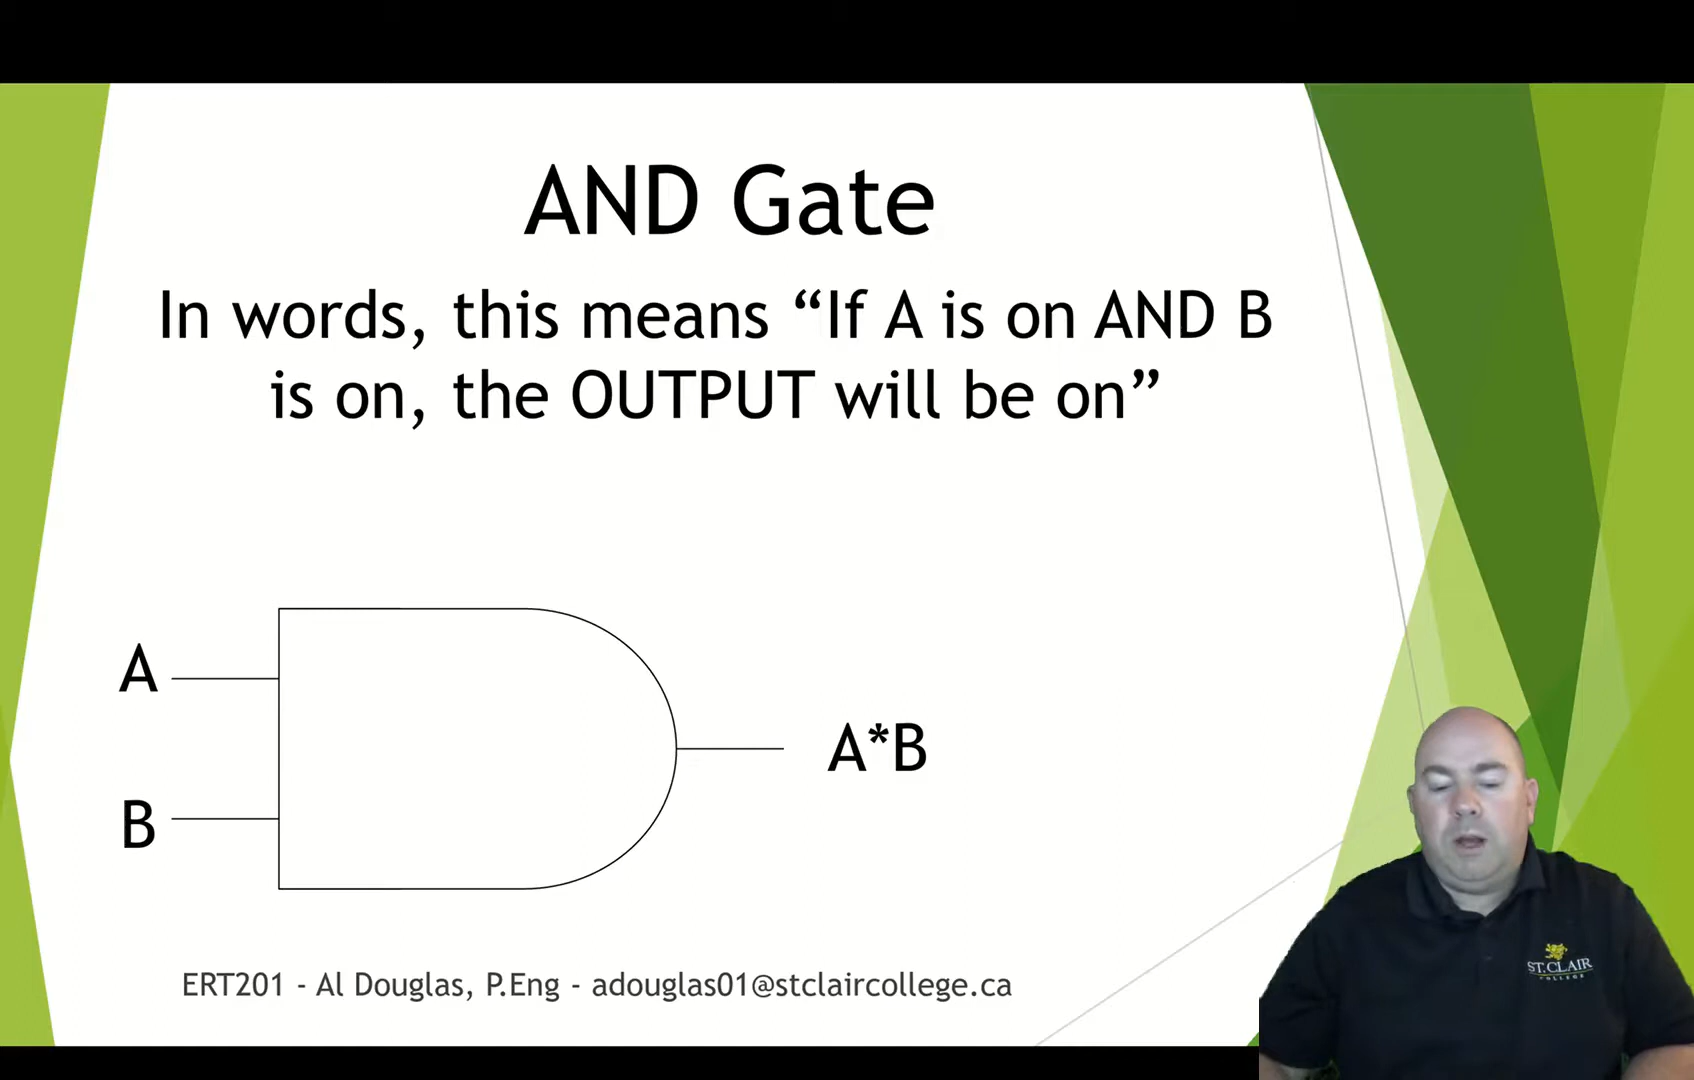 AND Gate
In words, this means “If A is on AND B
is on, the OUTPUT will be on”
A
B
A*B
ERT201 - Al Douglas, P.Eng - adouglas01@stclaircollege.ca
ST. CLAIR
COLLEGE